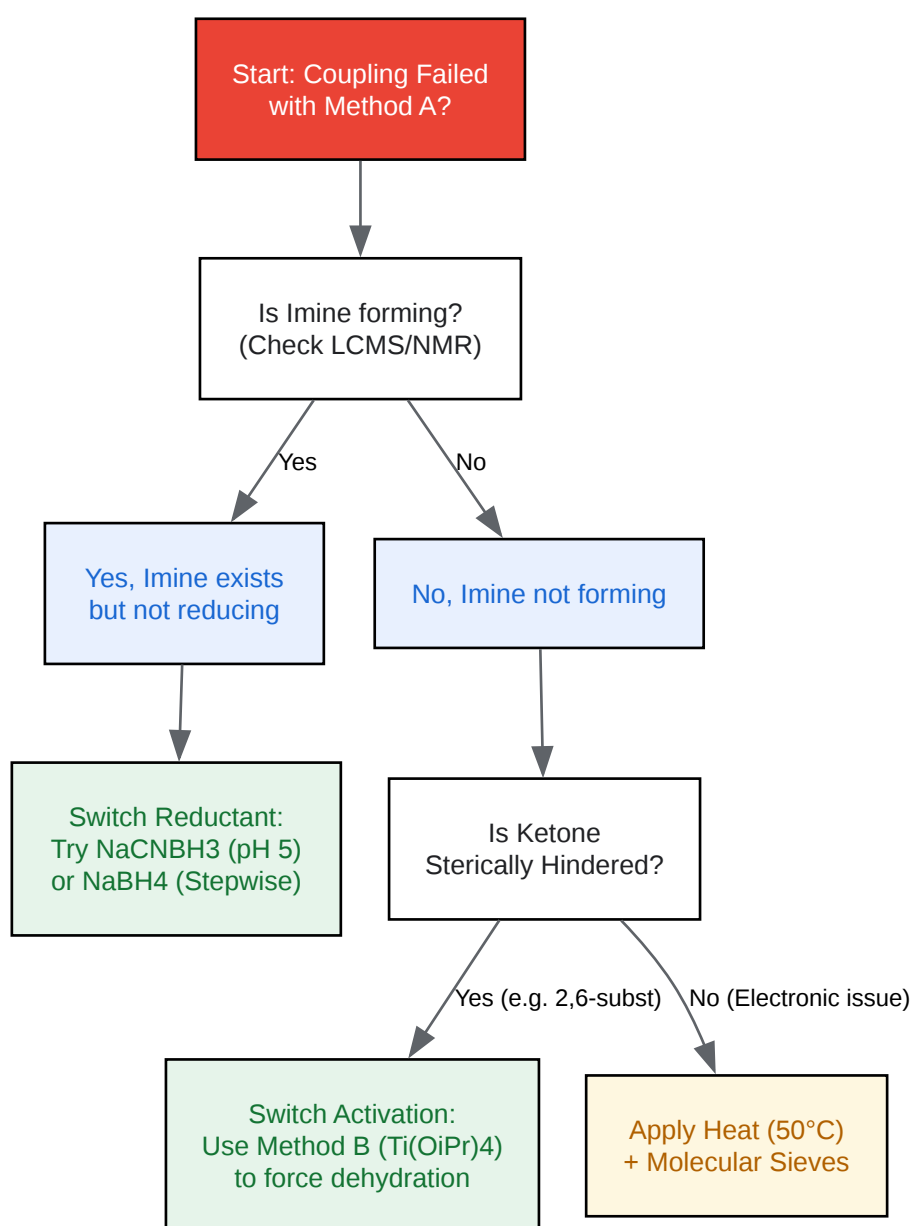 Start: Coupling Failed
with Method A?
Is Imine forming?
(Check LCMS/NMR)
Yes
No
Yes, Imine exists
but not reducing
No, Imine not forming
Switch Reductant:
Try NaCNBH3 (pH 5)
or NaBH4 (Stepwise)
Is Ketone
Sterically Hindered?
Yes (e.g. 2,6-subst)
No (Electronic issue)
Switch Activation:
Use Method B (Ti(OiPr)4)
to force dehydration
Apply Heat (50°C)
+ Molecular Sieves